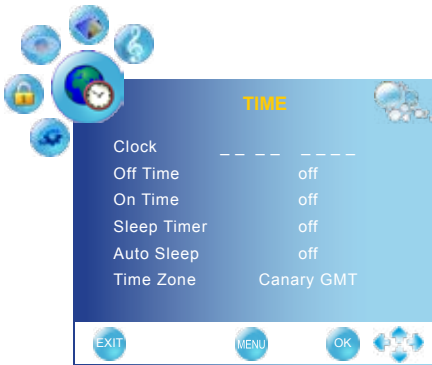 TIME
Clock _ _ _ _ _ _ _ _
Off Time off
On Time off
Sleep Timer off
Auto Sleep off
Time Zone Canary GMT
EXIT MENU OK